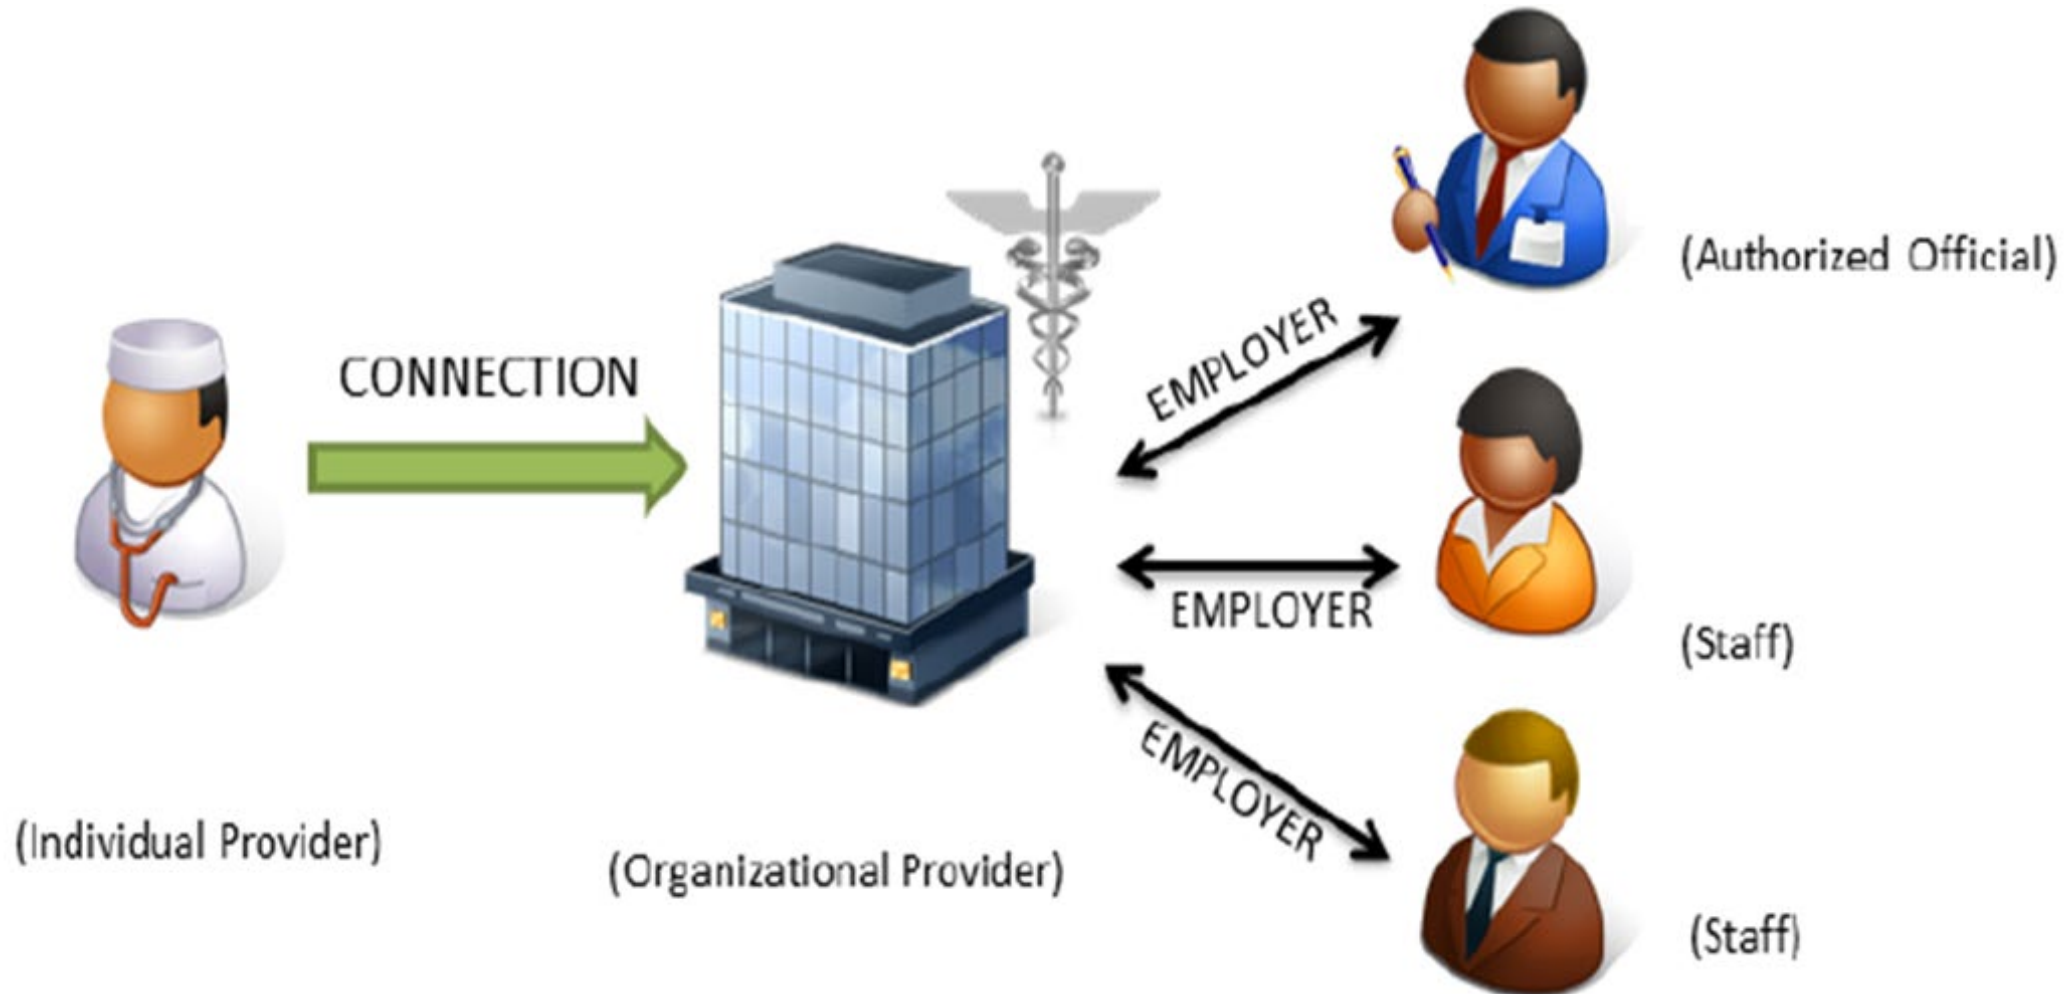 (Authorized Official)
EMPLOYER
CONNECTION
EMPLOYER
(Staff)
EMPLOYER
(Individual Provider)
(Organizational Provider)
(Staff)